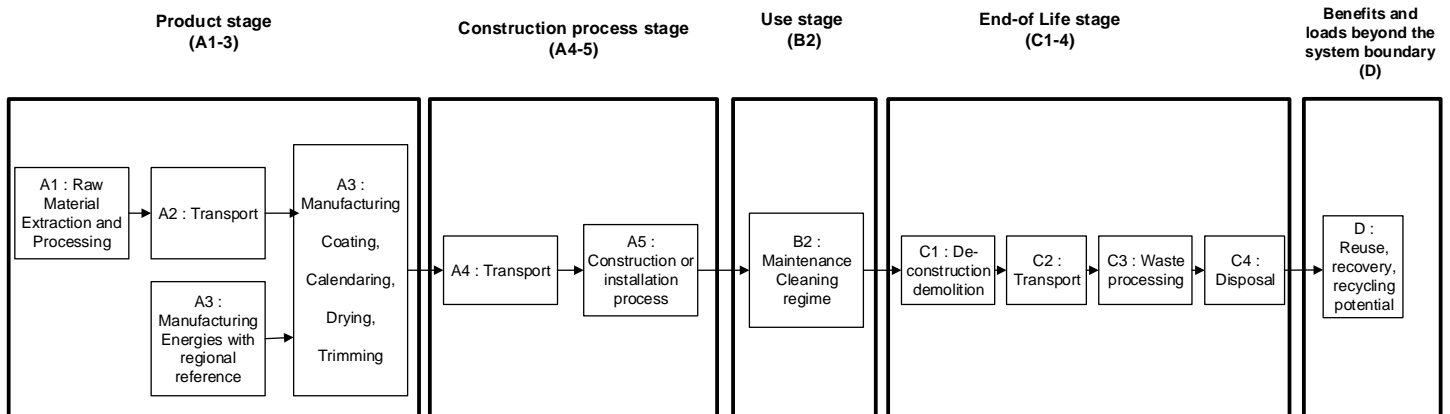 Product stage
(A1-3)
Construction process stage
(A4-5)
Use stage
(B2)
End-of Life stage
(C1-4)
Benefits and
loads beyond the
system boundary
(D)
A1 : Raw
Material
Extraction and
Processing
A2 : Transport
A3 :
Manufacturing
Energies with
regional
reference
A3 :
Manufacturing
Coating,
Calendaring,
Drying,
Trimming
A4 : Transport
A5 :
Construction or
installation
process
B2 :
Maintenance
Cleaning
regime
C1 : De-
construction
demolition
C2 :
Transport
C3 : Waste
processing
C4 :
Disposal
D :
Reuse,
recovery,
recycling
potential